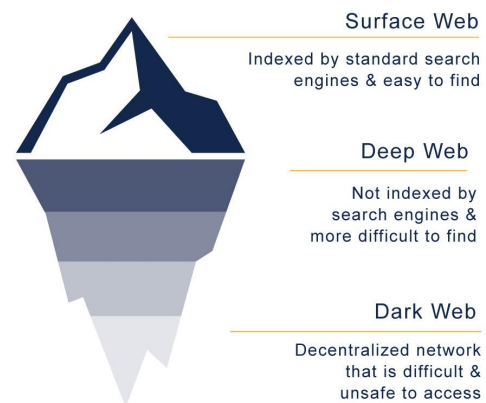 Surface Web
Indexed by standard search
engines & easy to find
Deep Web
Not indexed by
search engines &
more difficult to find
Dark Web
Decentralized network
that is difficult &
unsafe to access